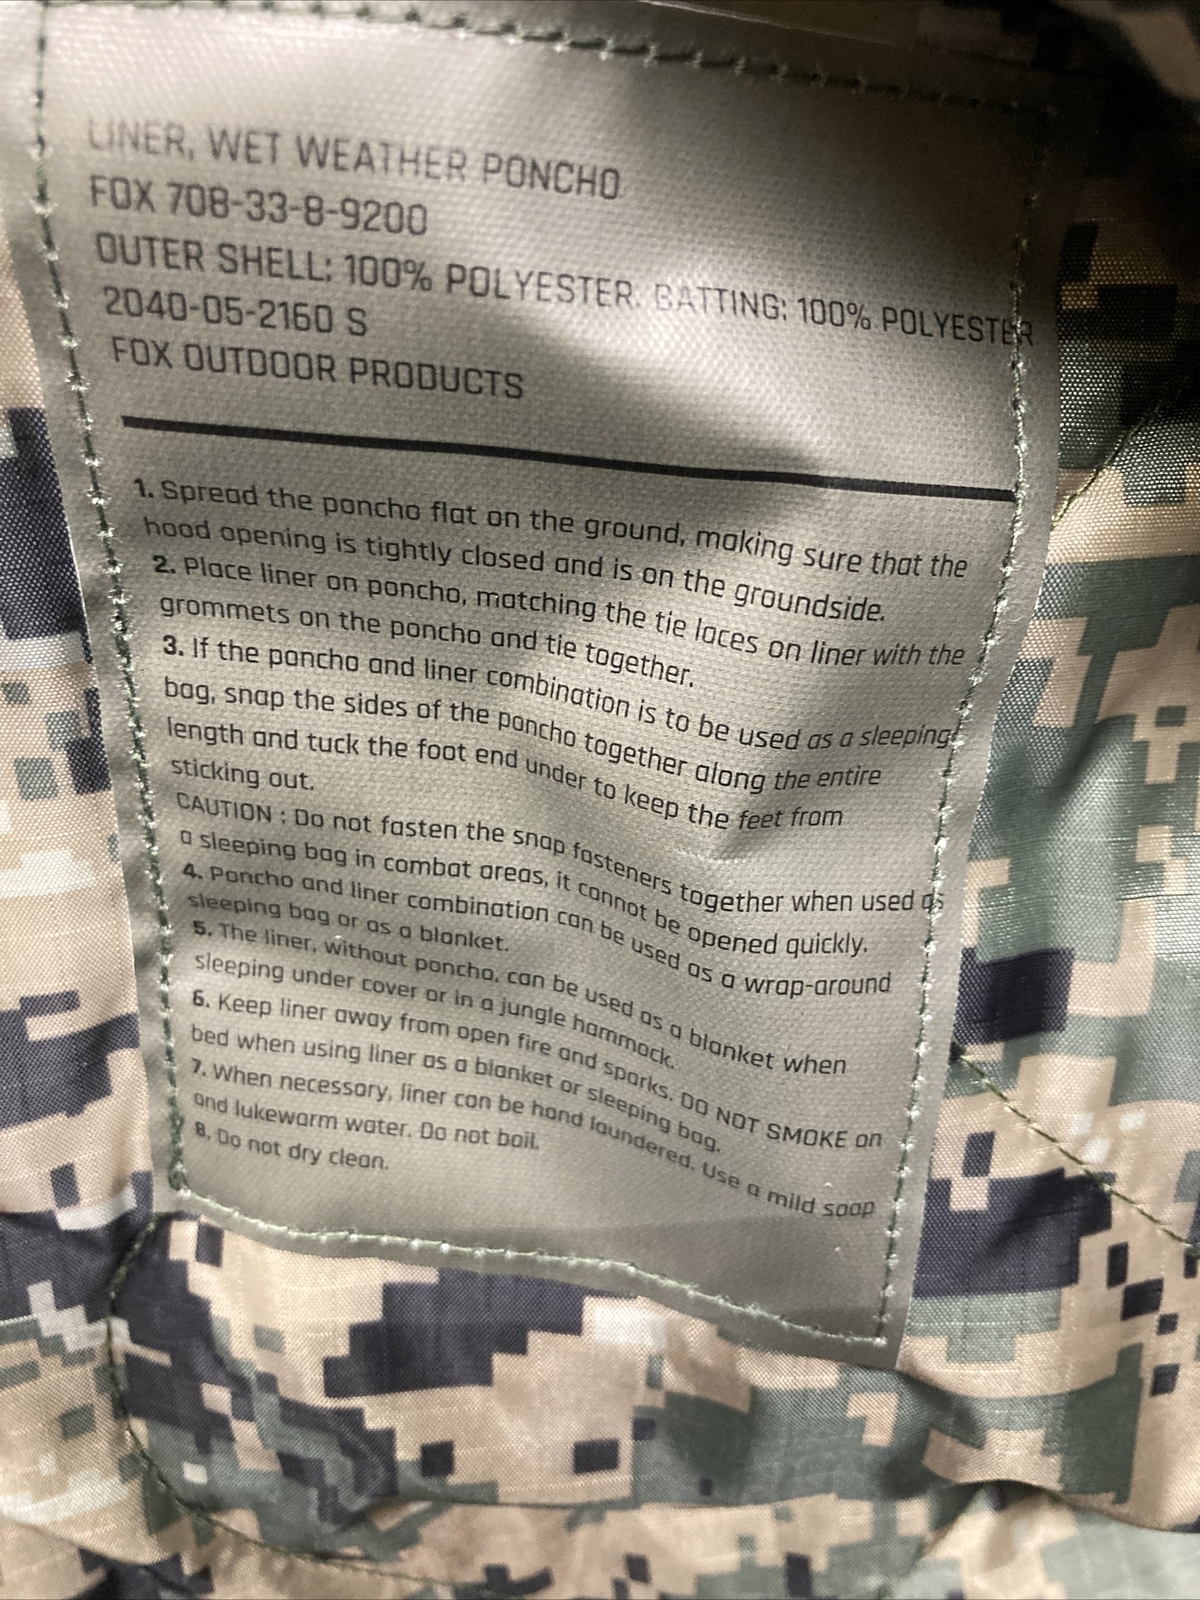 LINER, WET WEATHER PONCHO
FOX 708-33-8-9200
OUTER SHELL: 100% POLYESTER. BATTING: 100% POLYESTER
2040-05-2160 S
FOX OUTDOOR PRODUCTS
1. Spread the poncho flat on the ground, making sure that the
hood opening is tightly closed and is on the groundside.
2. Place liner on poncho, matching the tie laces on liner with the
grommets on the poncho and tie together.
3. If the poncho and liner combination is to be used as a sleeping
bag, snap the sides of the poncho together along the entire
length and tuck the foot end under to keep the feet from
sticking out.
CAUTION : Do not fasten the snap fasteners together when used as
a sleeping bag in combat areas, it cannot be opened quickly.
4. Poncho and liner combination can be used as a wrap-around
sleeping bag or as a blanket.
5. The liner, without poncho, can be used as a blanket when
sleeping under cover or in a jungle hammock.
6. Keep liner away from open fire and sparks. DO NOT SMOKE on
bed when using liner as a blanket or sleeping bag.
7. When necessary, liner can be hand laundered. Use a mild soap
and lukewarm water. Do not boil.
8. Do not dry clean.